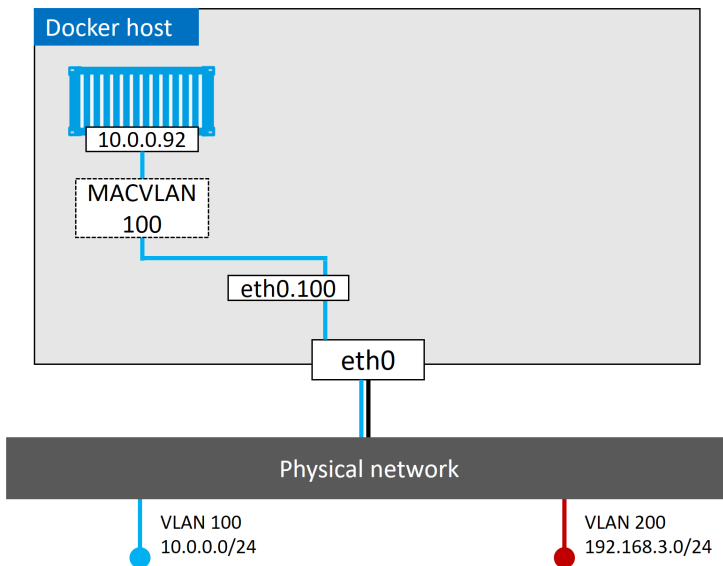 Docker host
10.0.0.92
MACVLAN
100
eth0.100
eth0
Physical network
VLAN 100
10.0.0.0/24
VLAN 200
192.168.3.0/24